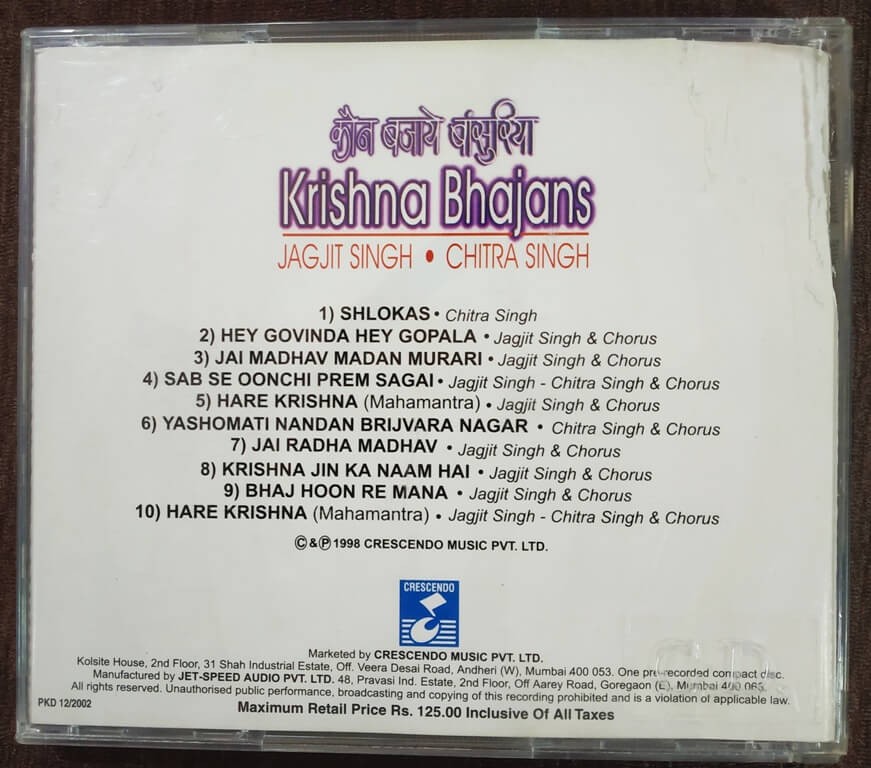 कौन बजाये बांसुरिया
Krishna Bhajans
JAGJIT SINGH • CHITRA SINGH
1) SHLOKAS • Chitra Singh
2) HEY GOVINDA HEY GOPALA • Jagjit Singh & Chorus
3) JAI MADHAV MADAN MURARI • Jagjit Singh & Chorus
4) SAB SE OONCHI PREM SAGAI • Jagjit Singh - Chitra Singh & Chorus
5) HARE KRISHNA (Mahamantra) • Jagjit Singh & Chorus
6) YASHOMATI NANDAN BRIJVARA NAGAR • Chitra Singh & Chorus
7) JAI RADHA MADHAV • Jagjit Singh & Chorus
8) KRISHNA JIN KA NAAM HAI • Jagjit Singh & Chorus
9) BHAJ HOON RE MANA • Jagjit Singh & Chorus
10) HARE KRISHNA (Mahamantra) • Jagjit Singh - Chitra Singh & Chorus
©&℗ 1998 CRESCENDO MUSIC PVT. LTD.
CRESCENDO
Marketed by CRESCENDO MUSIC PVT. LTD.
Kolsite House, 2nd Floor, 31 Shah Industrial Estate, Off. Veera Desai Road, Andheri (W), Mumbai 400 053. One pre-recorded compact disc.
Manufactured by JET-SPEED AUDIO PVT. LTD. 48, Pravasi Ind. Estate, 2nd Floor, Off Aarey Road, Goregaon (E), Mumbai 400 063.
All rights reserved. Unauthorised public performance, broadcasting and copying of this recording prohibited and is a violation of applicable law.
PKD 12/2002
Maximum Retail Price Rs. 125.00 Inclusive Of All Taxes